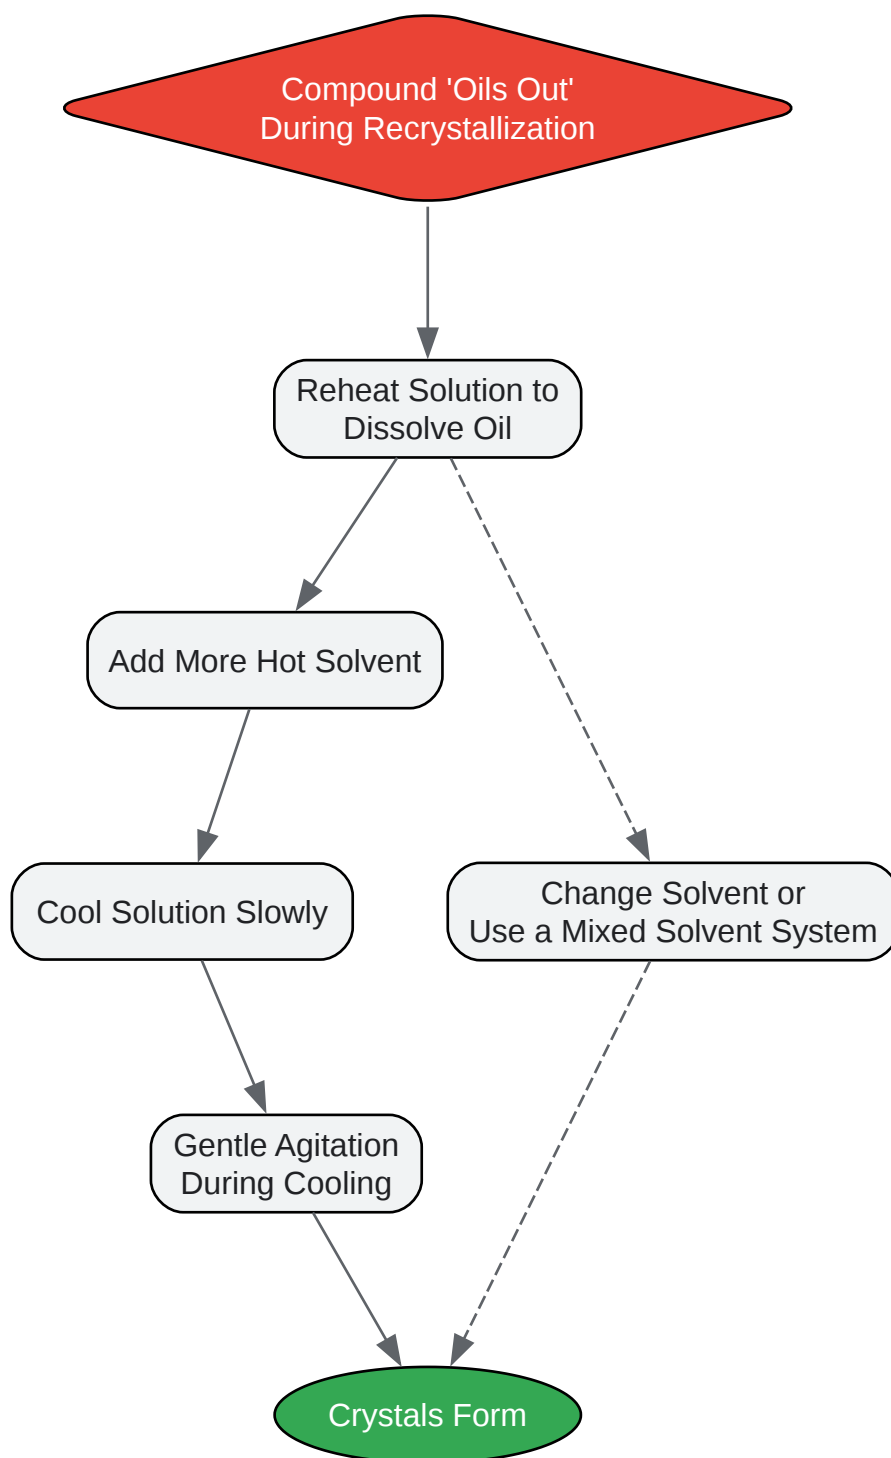 Compound 'Oils Out'
During Recrystallization
Reheat Solution to
Dissolve Oil
Add More Hot Solvent
Cool Solution Slowly
Change Solvent or
Use a Mixed Solvent System
Gentle Agitation
During Cooling
Crystals Form